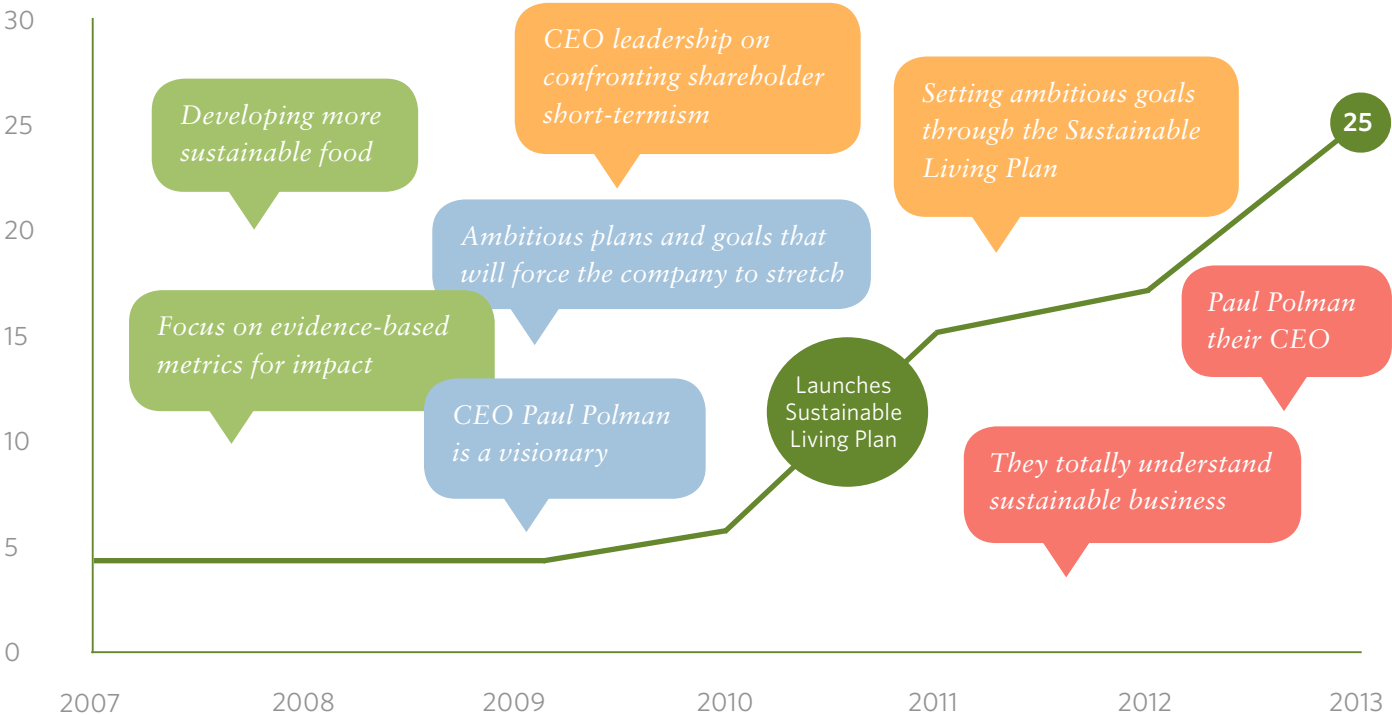 30
25
20
15
10
5
0
Developing more
sustainable food
CEO leadership on
confronting shareholder
short-termism
Setting ambitious goals
through the Sustainable
Living Plan
25
Ambitious plans and goals that
will force the company to stretch
Focus on evidence-based
metrics for impact
Paul Polman
their CEO
Launches
Sustainable
Living Plan
CEO Paul Polman
is a visionary
They totally understand
sustainable business
2007
2008
2009
2010
2011
2012
2013